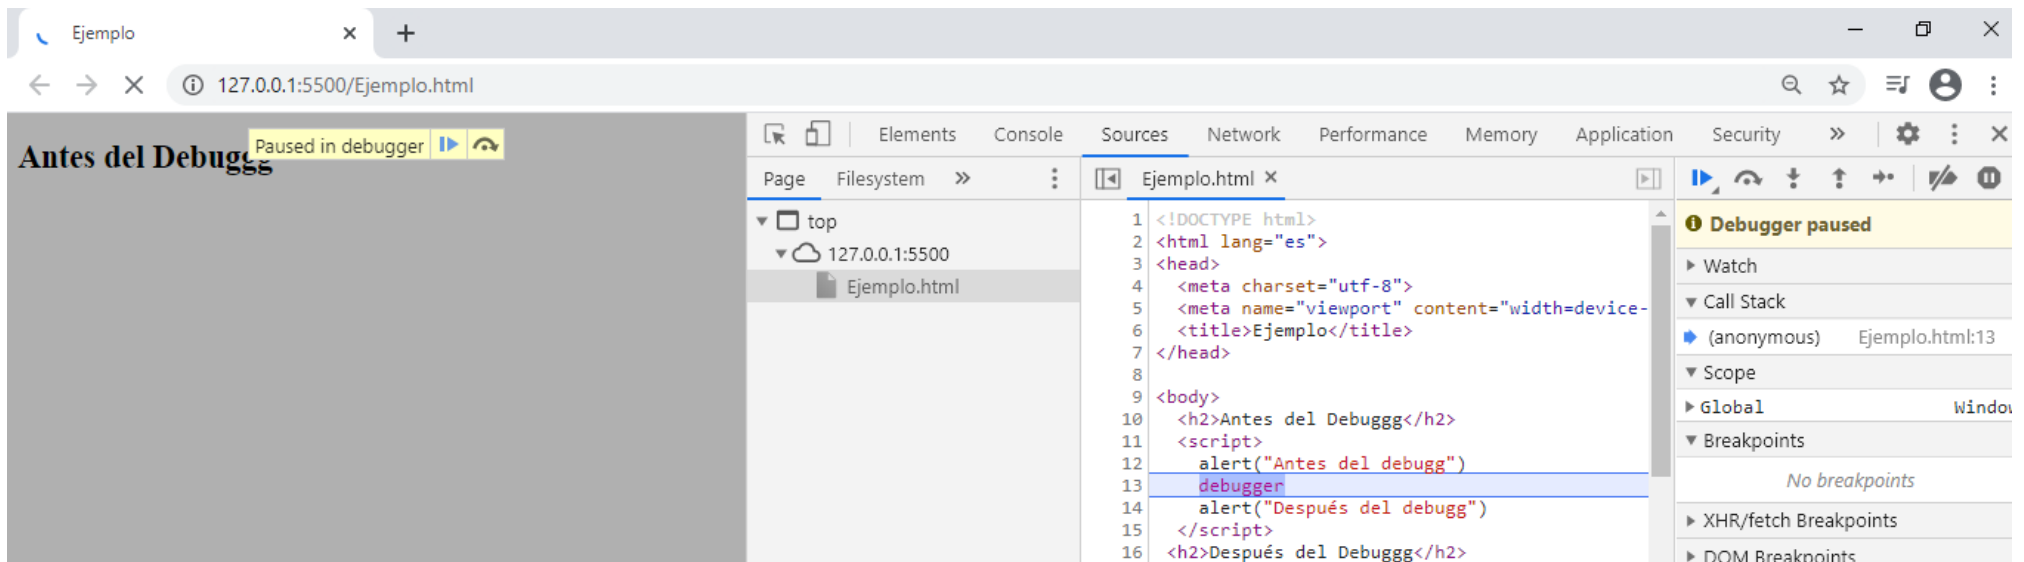 Ejemplo
127.0.0.1:5500/Ejemplo.html
Antes del Debuggg
Paused in debugger
Elements Console Sources Network Performance Memory Application Security
Page Filesystem
top
127.0.0.1:5500
Ejemplo.html
Ejemplo.html
1 <!DOCTYPE html>
2 <html lang="es">
3 <head>
4 <meta charset="utf-8">
5 <meta name="viewport" content="width=device-
6 <title>Ejemplo</title>
7 </head>
8
9 <body>
10 <h2>Antes del Debuggg</h2>
11 <script>
12 alert("Antes del debugg")
13 debugger
14 alert("Después del debugg")
15 </script>
16 <h2>Después del Debuggg</h2>
Debugger paused
Watch
Call Stack
(anonymous) Ejemplo.html:13
Scope
Global Window
Breakpoints
No breakpoints
XHR/fetch Breakpoints
DOM Breakpoints